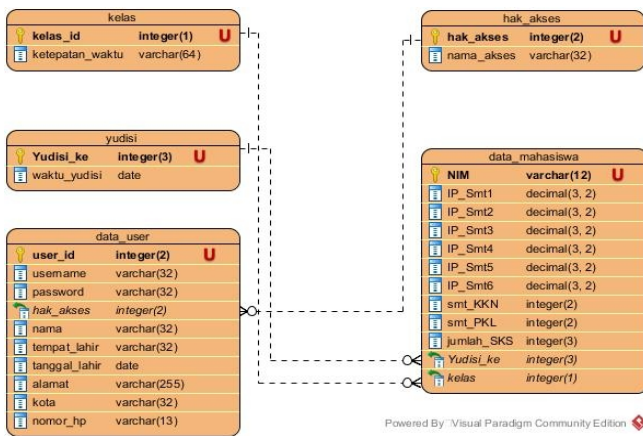 kelas
kelas_id integer(1) U
ketepatan_waktu varchar(64)
hak_akses
hak_akses integer(2) U
nama_akses varchar(32)
yudisi
Yudisi_ke integer(3) U
waktu_yudisi date
data_user
user_id integer(2) U
username varchar(32)
password varchar(32)
hak_akses integer(2)
nama varchar(32)
tempat_lahir varchar(32)
tanggal_lahir date
alamat varchar(255)
kota varchar(32)
nomor_hp varchar(13)
data_mahasiswa
NIM varchar(12) U
IP_Smt1 decimal(3, 2)
IP_Smt2 decimal(3, 2)
IP_Smt3 decimal(3, 2)
IP_Smt4 decimal(3, 2)
IP_Smt5 decimal(3, 2)
IP_Smt6 decimal(3, 2)
smt_KKN integer(2)
smt_PKL integer(2)
jumlah_SKS integer(3)
Yudisi_ke integer(3)
kelas integer(1)
Powered By Visual Paradigm Community Edition